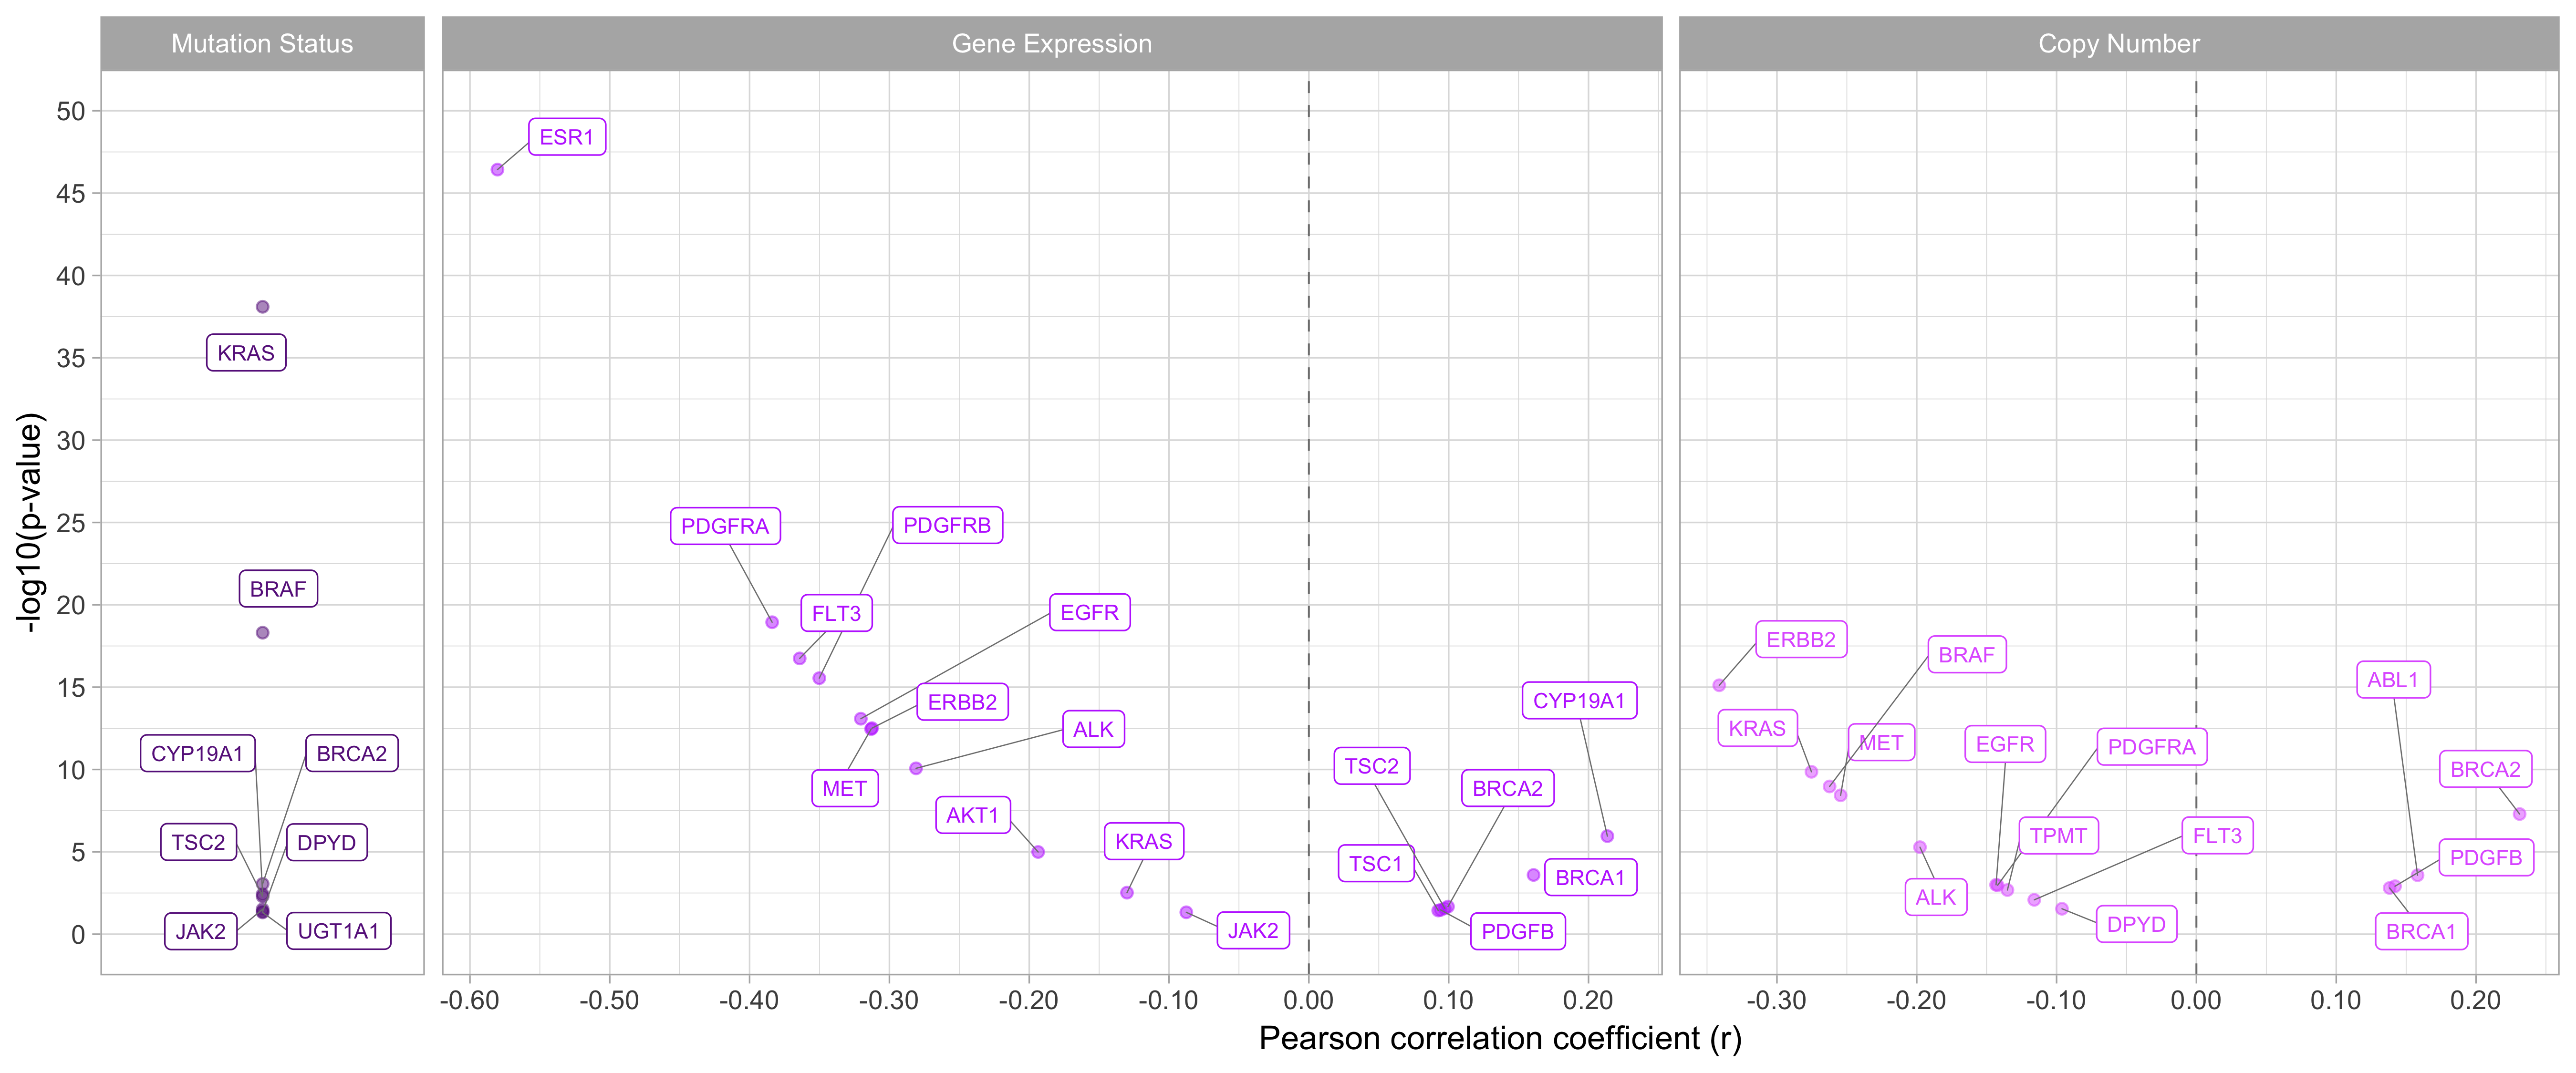 Mutation Status
Gene Expression
Copy Number
-log10(p-value)
50
45
40
35
30
25
20
15
10
5
0
KRAS
BRAF
CYP19A1
BRCA2
TSC2
DPYD
JAK2
UGT1A1
ESR1
PDGFRA
PDGFRB
FLT3
EGFR
ERBB2
ALK
MET
AKT1
KRAS
JAK2
CYP19A1
TSC2
BRCA2
TSC1
BRCA1
PDGFB
ERBB2
BRAF
KRAS
MET
EGFR
PDGFRA
TPMT
FLT3
ALK
DPYD
ABL1
BRCA2
PDGFB
BRCA1
-0.60 -0.50 -0.40 -0.30 -0.20 -0.10 0.00 0.10 0.20
-0.30 -0.20 -0.10 0.00 0.10 0.20
Pearson correlation coefficient (r)